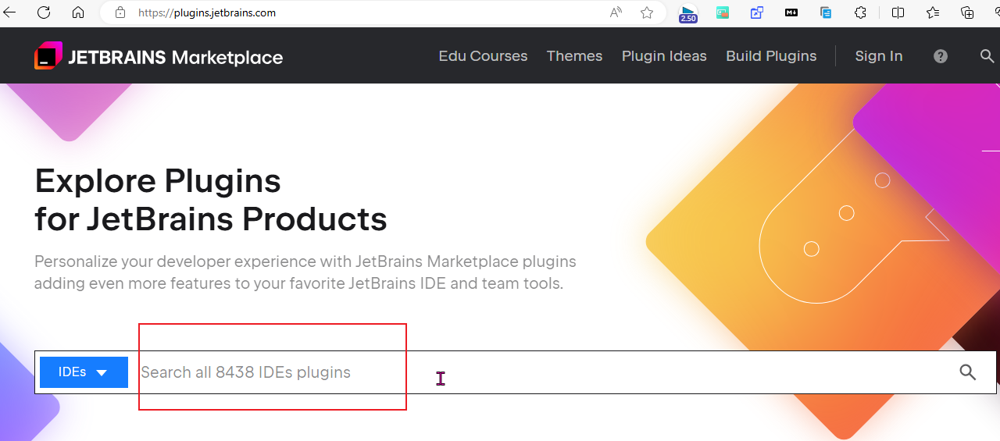 https://plugins.jetbrains.com
2.50
JETBRAINS Marketplace
Edu Courses
Themes
Plugin Ideas
Build Plugins
Sign In
Explore Plugins
for JetBrains Products
Personalize your developer experience with JetBrains Marketplace plugins
adding even more features to your favorite JetBrains IDE and team tools.
IDEs
Search all 8438 IDEs plugins